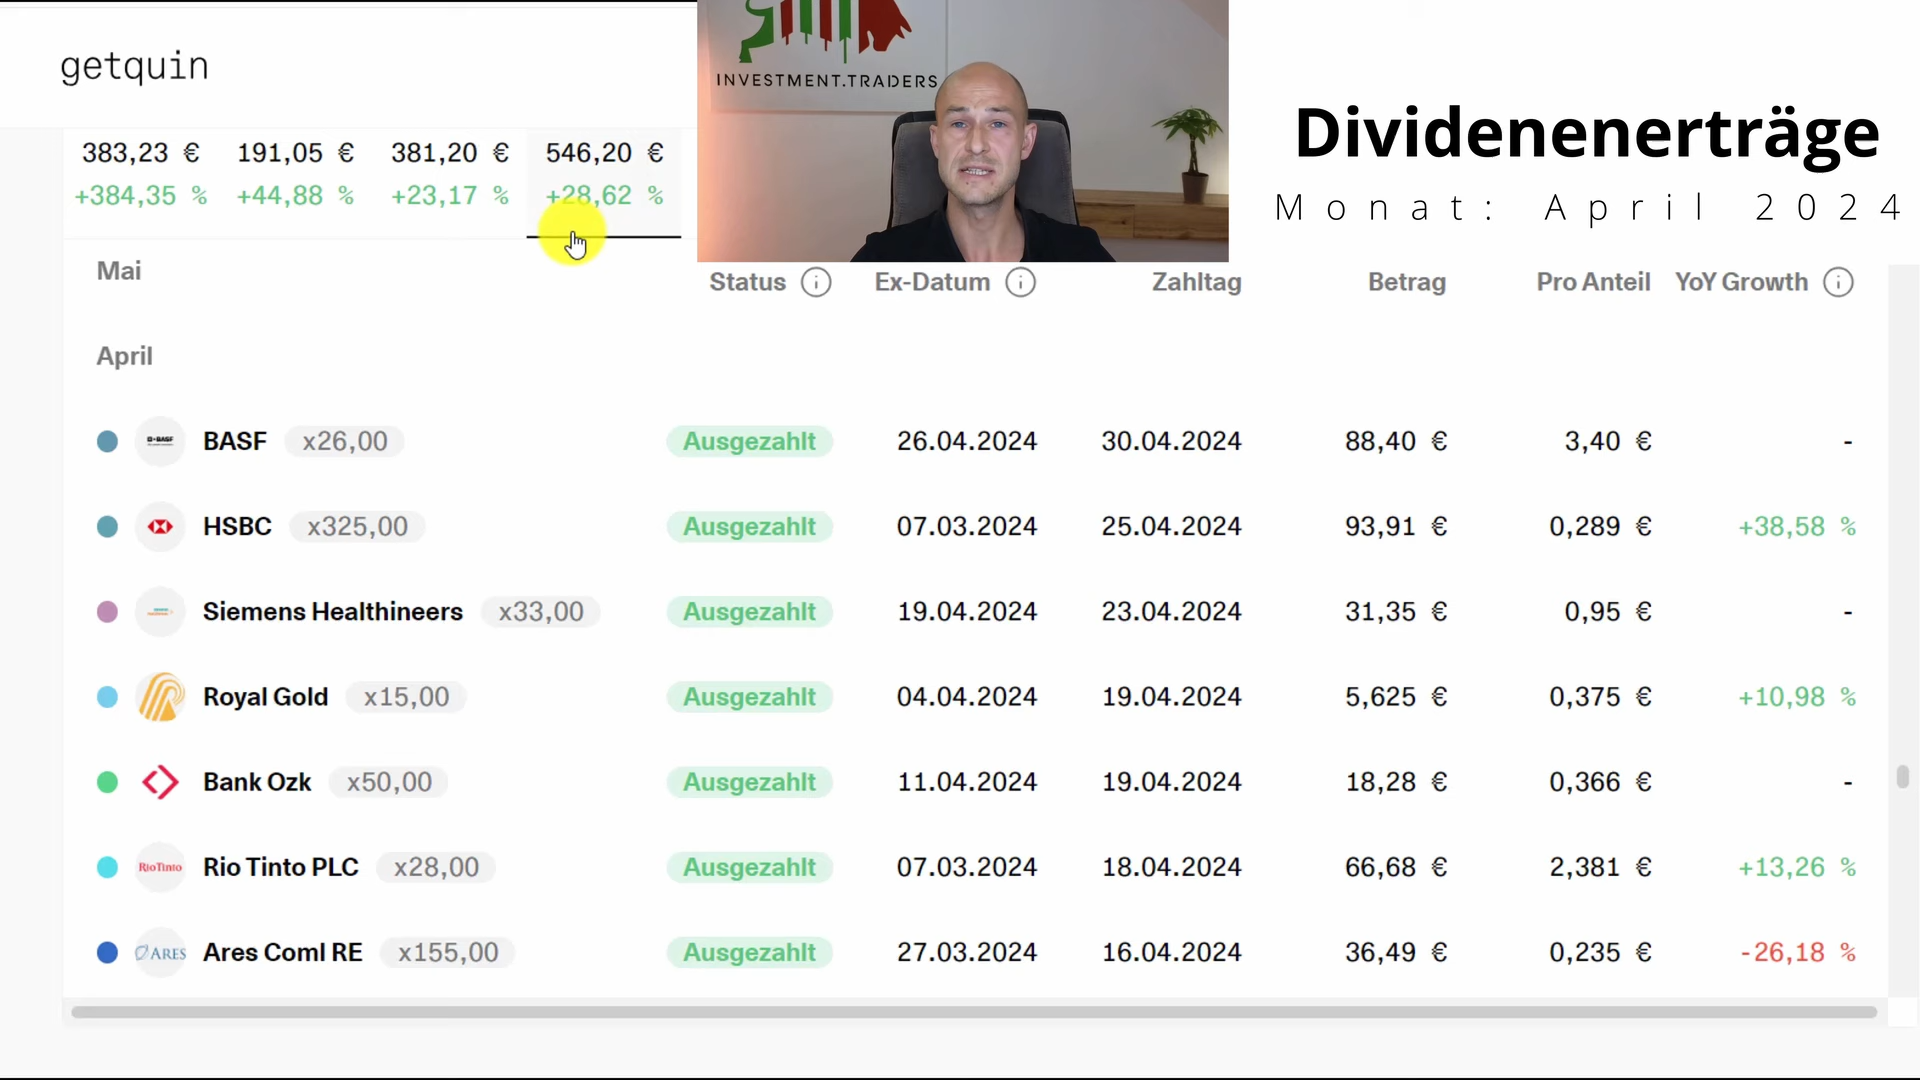 getquin
INVESTMENT.TRADERS
Dividenenerträge
Monat: April 2024
383,23 € 191,05 € 381,20 € 546,20 €
+384,35 % +44,88 % +23,17 % +28,62 %
Mai Status Ex-Datum Zahltag Betrag Pro Anteil YoY Growth
April
BASF BASF x26,00 Ausgezahlt 26.04.2024 30.04.2024 88,40 € 3,40 € -
HSBC x325,00 Ausgezahlt 07.03.2024 25.04.2024 93,91 € 0,289 € +38,58 %
Siemens Healthineers x33,00 Ausgezahlt 19.04.2024 23.04.2024 31,35 € 0,95 € -
Royal Gold x15,00 Ausgezahlt 04.04.2024 19.04.2024 5,625 € 0,375 € +10,98 %
Bank Ozk x50,00 Ausgezahlt 11.04.2024 19.04.2024 18,28 € 0,366 € -
RioTinto Rio Tinto PLC x28,00 Ausgezahlt 07.03.2024 18.04.2024 66,68 € 2,381 € +13,26 %
ARES Ares Coml RE x155,00 Ausgezahlt 27.03.2024 16.04.2024 36,49 € 0,235 € -26,18 %